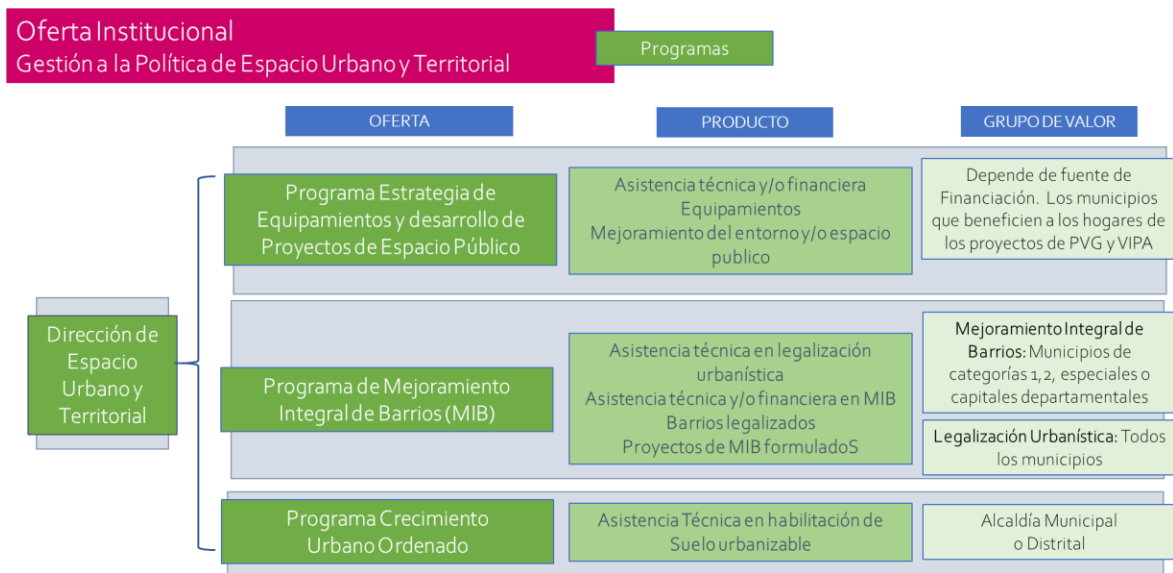 Oferta Institucional
Gestión a la Política de Espacio Urbano y Territorial
Programas
OFERTA
PRODUCTO
GRUPO DE VALOR
Dirección de
Espacio
Urbano y
Territorial
Programa Estrategia de
Equipamientos y desarrollo de
Proyectos de Espacio Público
Asistencia técnica y/o financiera
Equipamientos
Mejoramiento del entorno y/o espacio
publico
Depende de fuente de
Financiación. Los municipios
que beneficien a los hogares de
los proyectos de PVG y VIPA
Programa de Mejoramiento
Integral de Barrios (MIB)
Asistencia técnica en legalización
urbanística
Asistencia técnica y/o financiera en MIB
Barrios legalizados
Proyectos de MIB formuladoS
Mejoramiento Integral de
Barrios: Municipios de
categorías 1, 2, especiales o
capitales departamentales
Legalización Urbanística: Todos
los municipios
Programa Crecimiento
Urbano Ordenado
Asistencia Técnica en habilitación de
Suelo urbanizable
Alcaldía Municipal
o Distrital